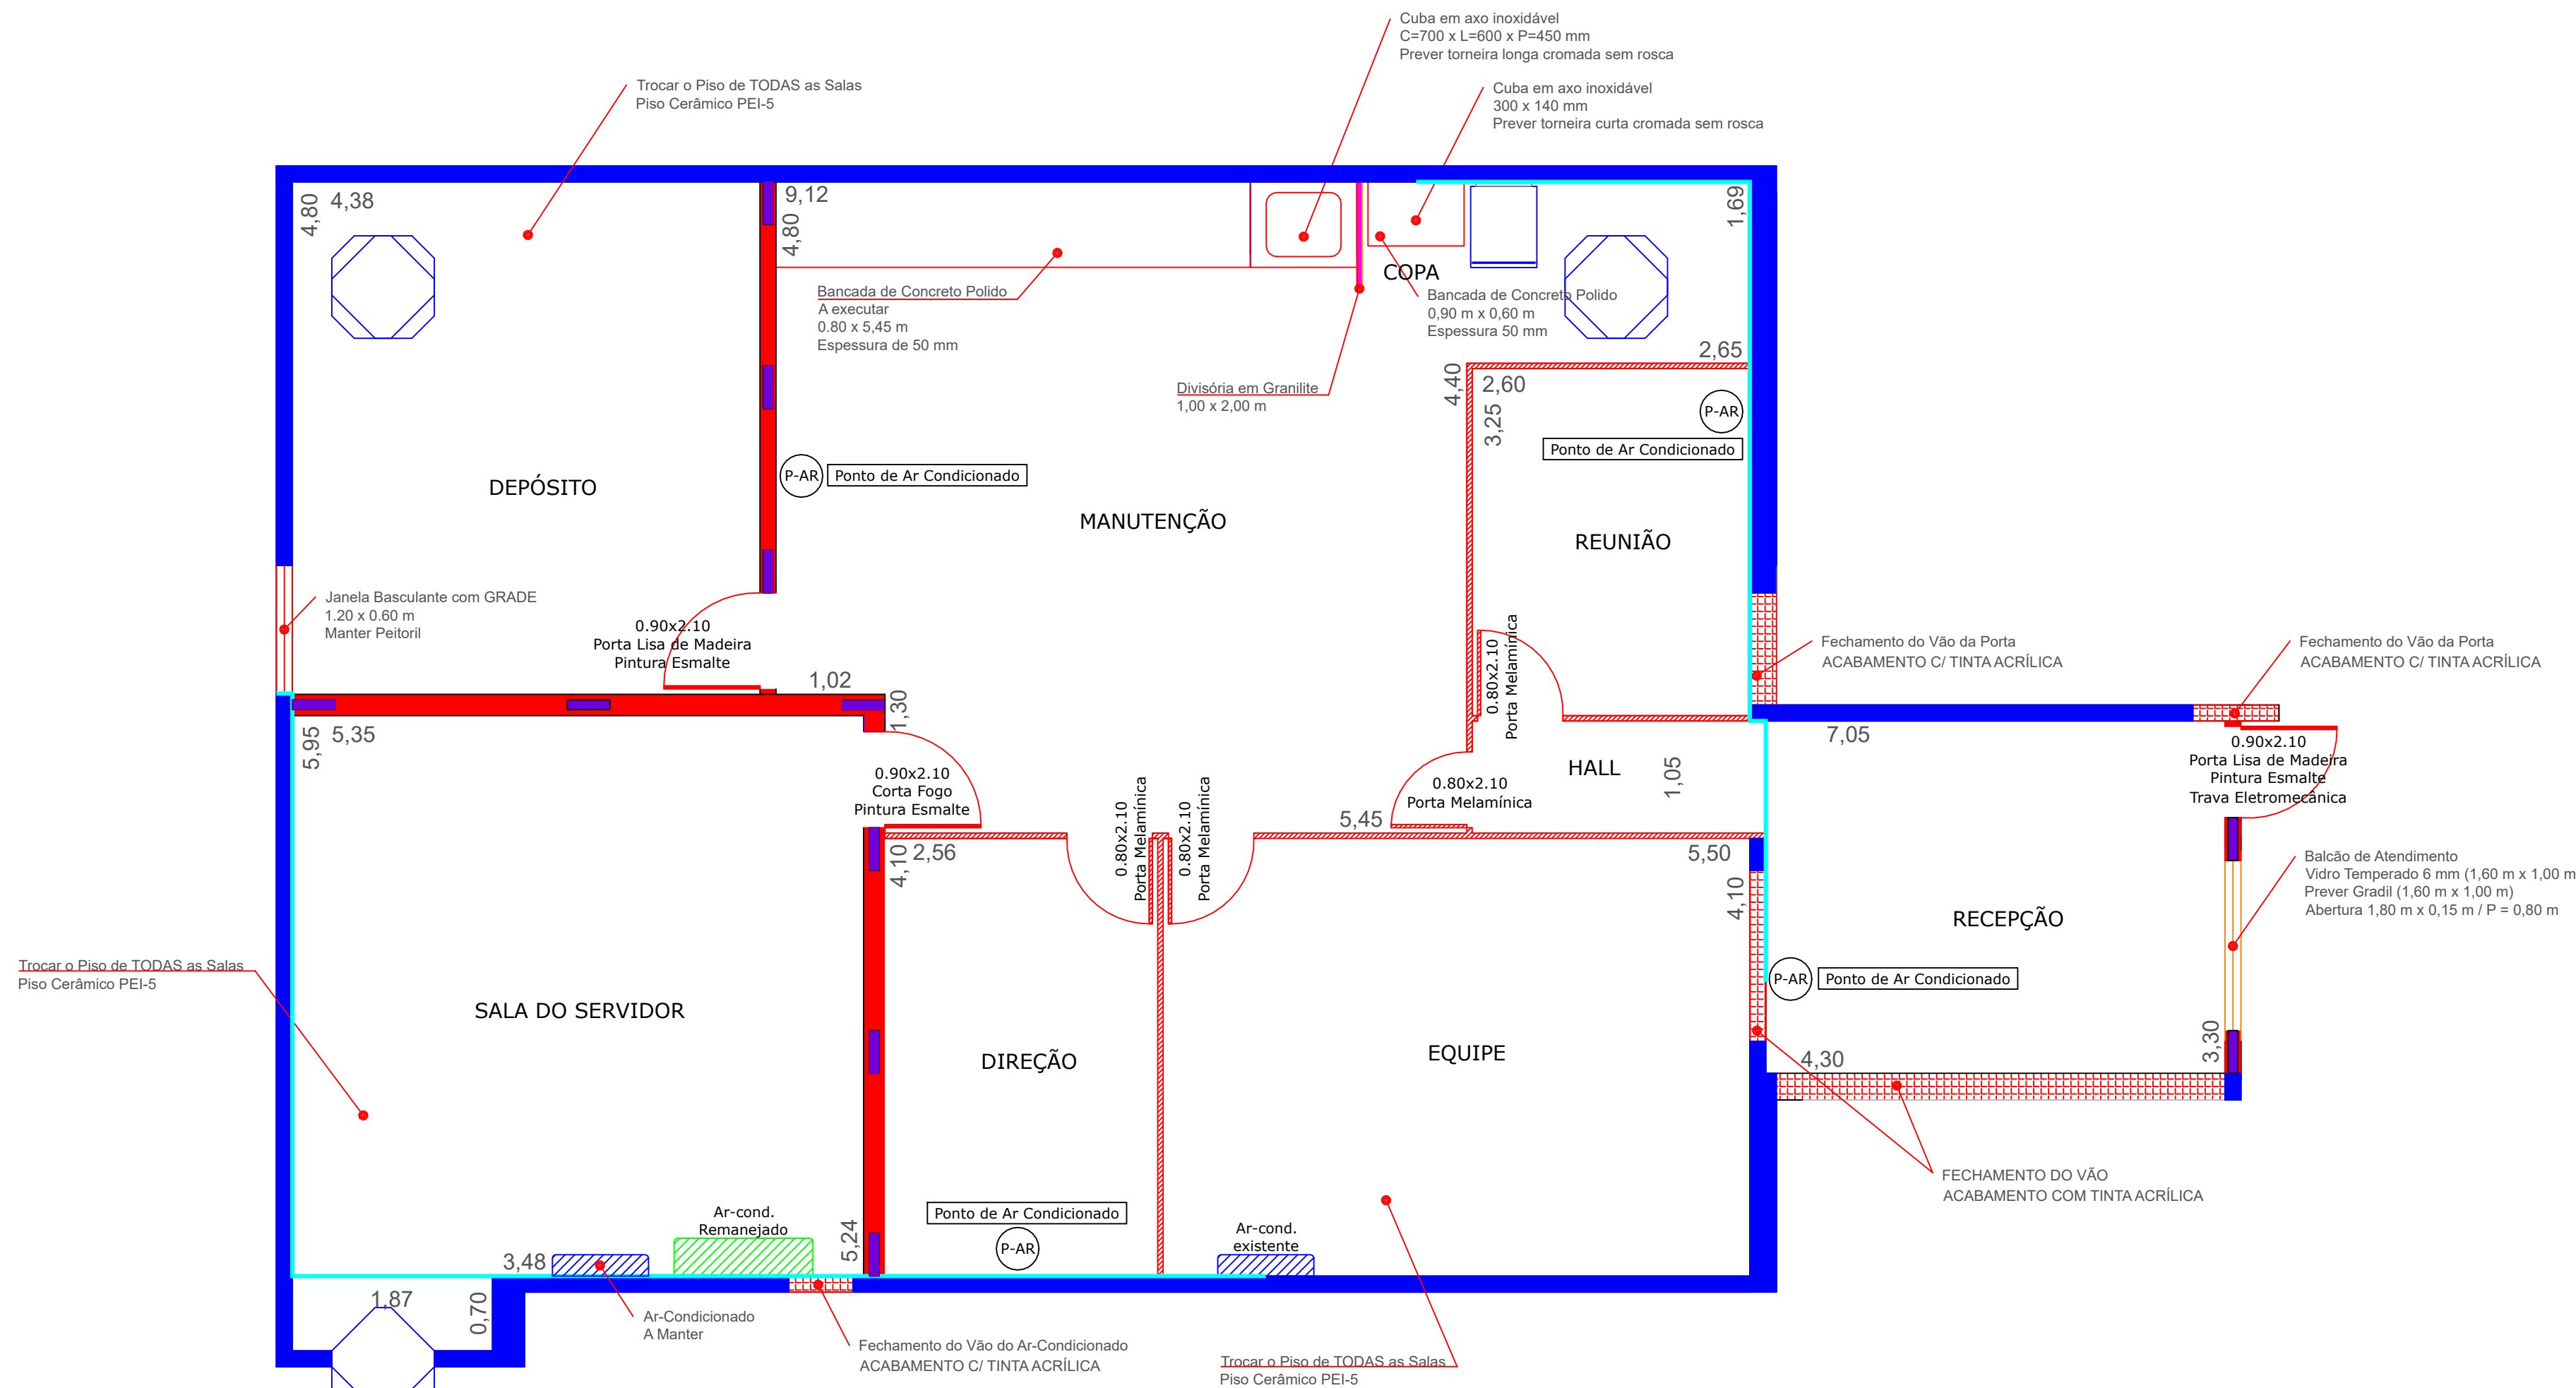 Cuba em axo inoxidável
C=700 x L=600 x P=450 mm
Prever torneira longa cromada sem rosca
Trocar o Piso de TODAS as Salas
Piso Cerâmico PEI-5
Cuba em axo inoxidável
300 x 140 mm
Prever torneira curta cromada sem rosca
4,80
4,38
9,12
4,80
1,69
COPA
Bancada de Concreto Polido
A executar
0.80 x 5,45 m
Espessura de 50 mm
Bancada de Concreto Polido
0,90 m x 0,60 m
Espessura 50 mm
2,65
Divisória em Granilite
1,00 x 2,00 m
4,40
2,60
3,25
P-AR
Ponto de Ar Condicionado
P-AR
Ponto de Ar Condicionado
DEPÓSITO
MANUTENÇÃO
REUNIÃO
Janela Basculante com GRADE
1.20 x 0.60 m
Manter Peitoril
0.90x2.10
Porta Lisa de Madeira
Pintura Esmalte
0.80x2.10
Porta Melamínica
Fechamento do Vão da Porta
ACABAMENTO C/ TINTA ACRÍLICA
Fechamento do Vão da Porta
ACABAMENTO C/ TINTA ACRÍLICA
1,02
1,30
5,95
5,35
7,05
0.90x2.10
Porta Lisa de Madeira
Pintura Esmalte
Trava Eletromecânica
0.90x2.10
Corta Fogo
Pintura Esmalte
HALL
1,05
0.80x2.10
Porta Melamínica
0.80x2.10
Porta Melamínica
0.80x2.10
Porta Melamínica
5,45
4,10
2,56
5,50
4,10
Balcão de Atendimento
Vidro Temperado 6 mm (1,60 m x 1,00 m
Prever Gradil (1,60 m x 1,00 m)
Abertura 1,80 m x 0,15 m / P = 0,80 m
RECEPÇÃO
Trocar o Piso de TODAS as Salas
Piso Cerâmico PEI-5
P-AR
Ponto de Ar Condicionado
SALA DO SERVIDOR
DIREÇÃO
EQUIPE
3,30
4,30
FECHAMENTO DO VÃO
ACABAMENTO COM TINTA ACRÍLICA
Ar-cond.
Remanejado
5,24
Ponto de Ar Condicionado
P-AR
Ar-cond.
existente
3,48
1,87
0,70
Ar-Condicionado
A Manter
Fechamento do Vão do Ar-Condicionado
ACABAMENTO C/ TINTA ACRÍLICA
Trocar o Piso de TODAS as Salas
Piso Cerâmico PEI-5